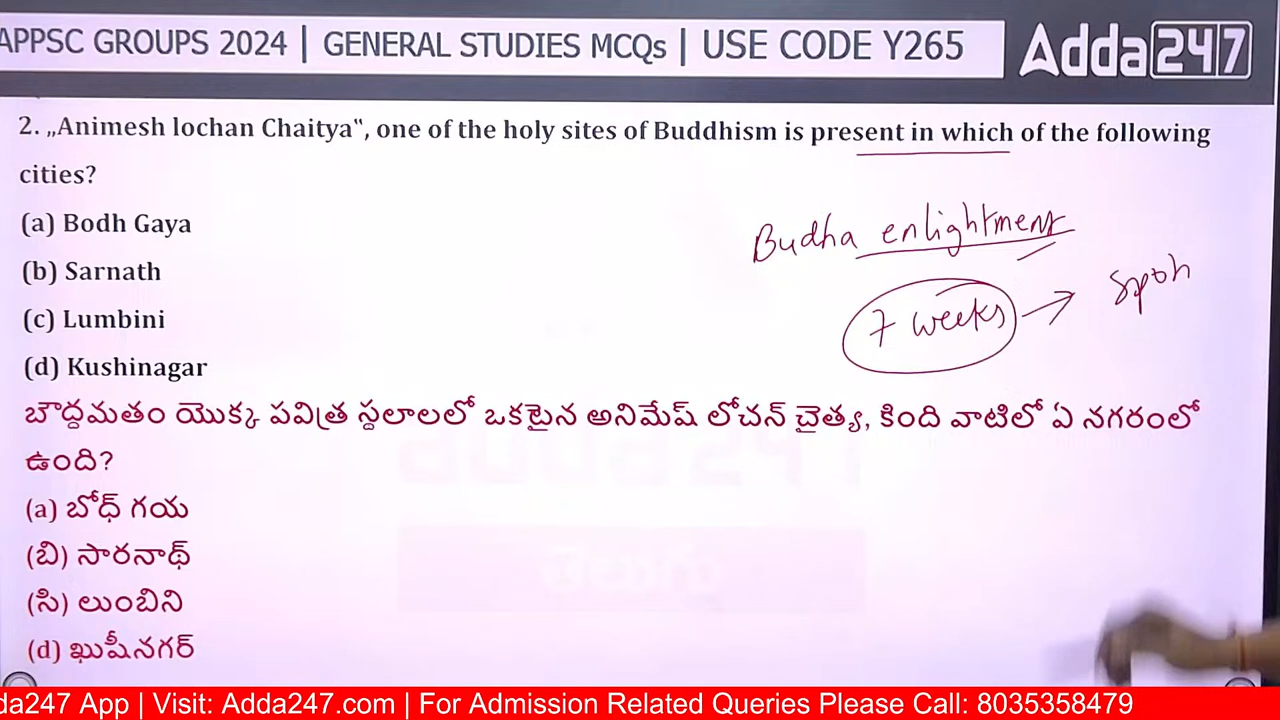 APPSC GROUPS 2024 | GENERAL STUDIES MCQs | USE CODE Y265
Adda247
2. „Animesh lochan Chaitya‟, one of the holy sites of Buddhism is present in which of the following
cities?
(a) Bodh Gaya
(b) Sarnath
(c) Lumbini
(d) Kushinagar
Budha enlightment
7 weeks →
బౌద్ధమతం యొక్క పవిత్ర స్థలాలలో ఒకటైన అనిమేష్ లోచన్ చైత్య, కింది వాటిలో ఏ నగరంలో
ఉంది?
(a) బోధ్ గయ
(బి) సారనాథ్
(సి) లుంబిని
(d) ఖుషీనగర్
తెలుగు
da247 App | Visit: Adda247.com | For Admission Related Queries Please Call: 8035358479